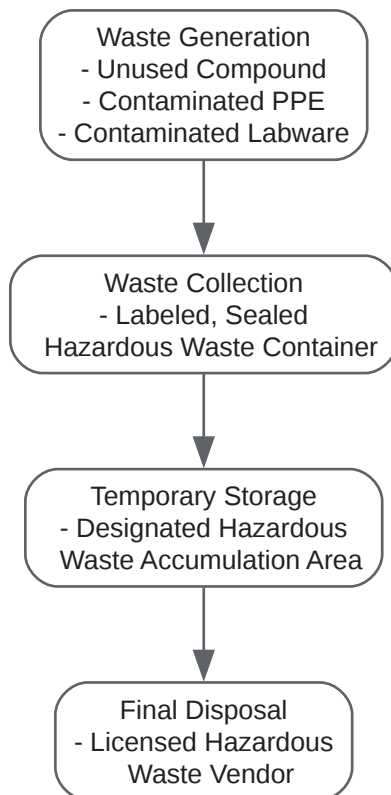 Waste Generation
- Unused Compound
- Contaminated PPE
- Contaminated Labware
Waste Collection
- Labeled, Sealed
Hazardous Waste Container
Temporary Storage
- Designated Hazardous
Waste Accumulation Area
Final Disposal
- Licensed Hazardous
Waste Vendor